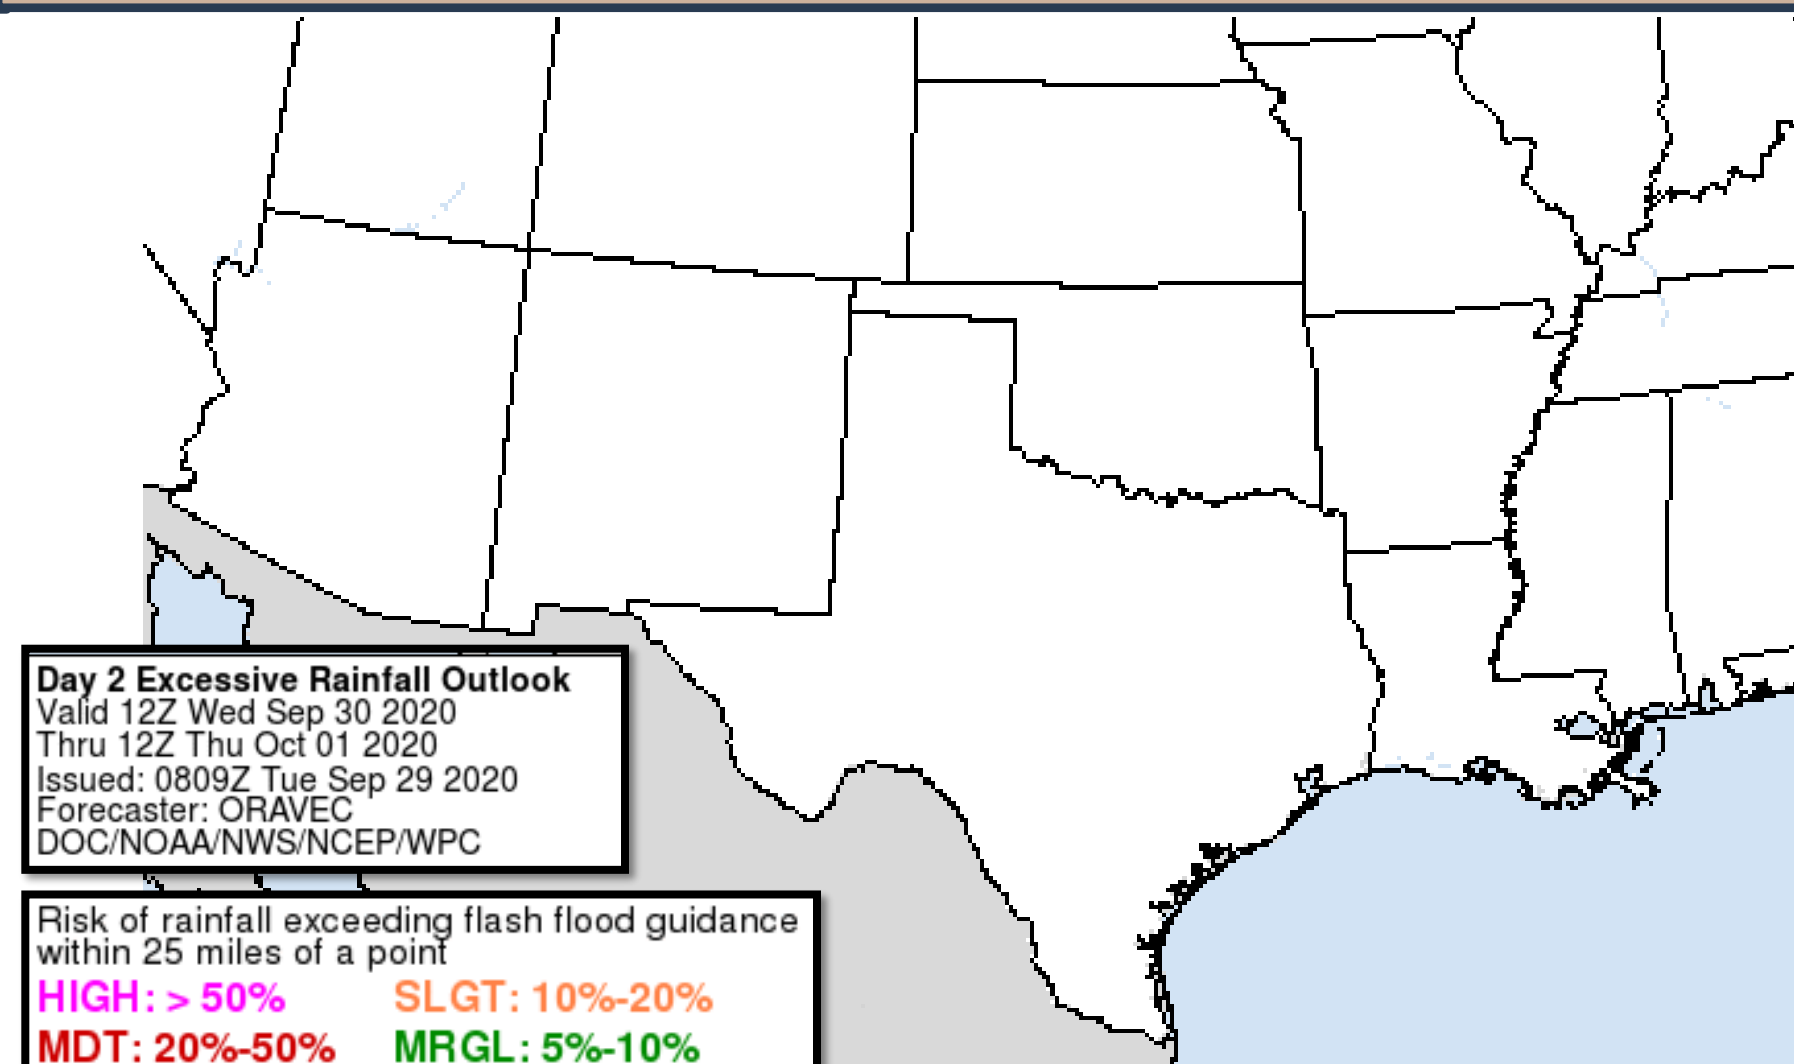 Day 2 Excessive Rainfall Outlook
Valid 12Z Wed Sep 30 2020
Thru 12Z Thu Oct 01 2020
Issued: 0809Z Tue Sep 29 2020
Forecaster: ORAVEC
DOC/NOAA/NWS/NCEP/WPC
Risk of rainfall exceeding flash flood guidance
within 25 miles of a point
HIGH: > 50% SLGT: 10%-20%
MDT: 20%-50% MRGL: 5%-10%